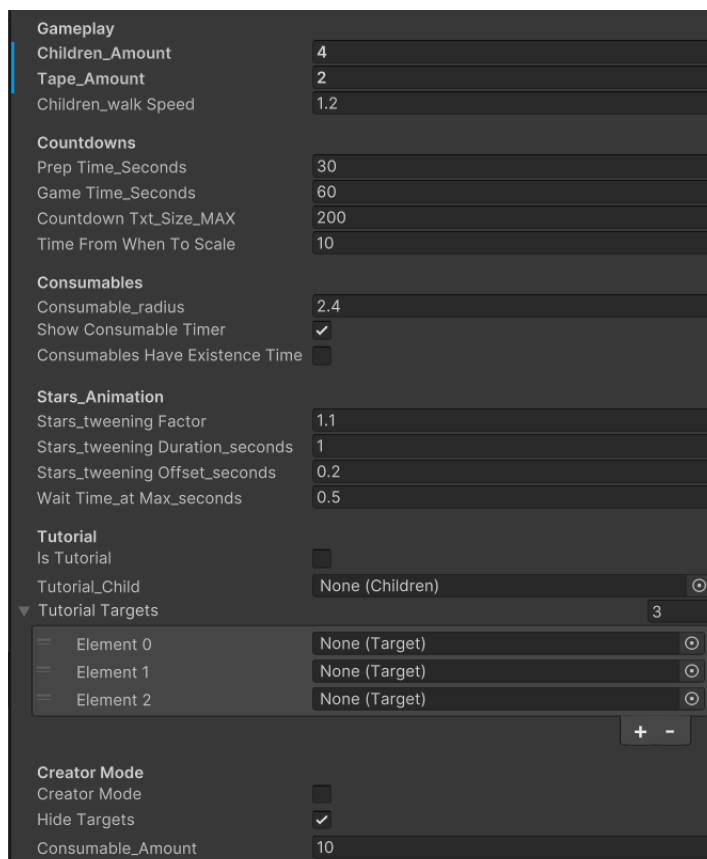 Gameplay
Children_Amount 4
Tape_Amount 2
Children_walk Speed 1.2
Countdowns
Prep Time_Seconds 30
Game Time_Seconds 60
Countdown Txt_Size_MAX 200
Time From When To Scale 10
Consumables
Consumable_radius 2.4
Show Consumable Timer
Consumables Have Existence Time
Stars_Animation
Stars_tweening Factor 1.1
Stars_tweening Duration_seconds 1
Stars_tweening Offset_seconds 0.2
Wait Time_at Max_seconds 0.5
Tutorial
Is Tutorial
Tutorial_Child None (Children)
Tutorial Targets 3
Element 0 None (Target)
Element 1 None (Target)
Element 2 None (Target)
+ -
Creator Mode
Creator Mode
Hide Targets
Consumable_Amount 10